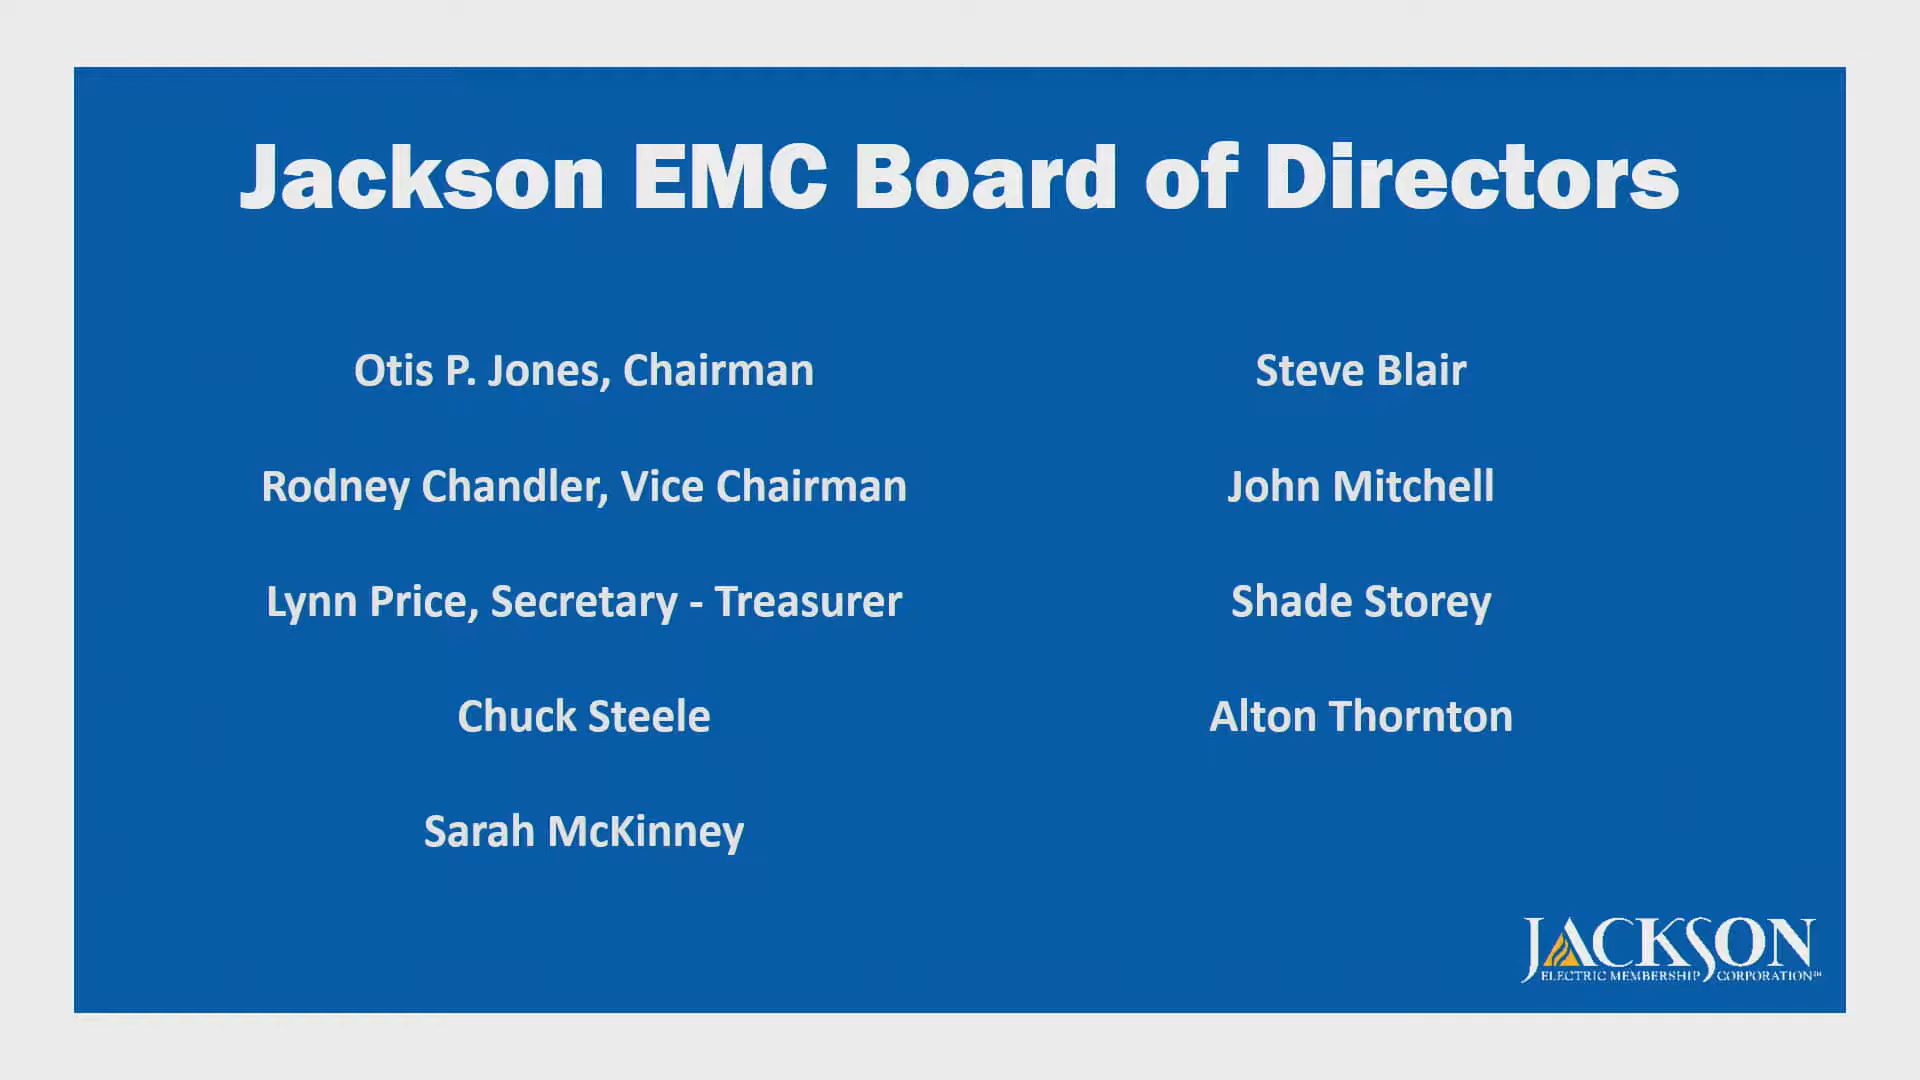 Jackson EMC Board of Directors
Otis P. Jones, Chairman
Rodney Chandler, Vice Chairman
Lynn Price, Secretary - Treasurer
Chuck Steele
Sarah McKinney
Steve Blair
John Mitchell
Shade Storey
Alton Thornton
JACKSON
ELECTRIC MEMBERSHIP CORPORATION™